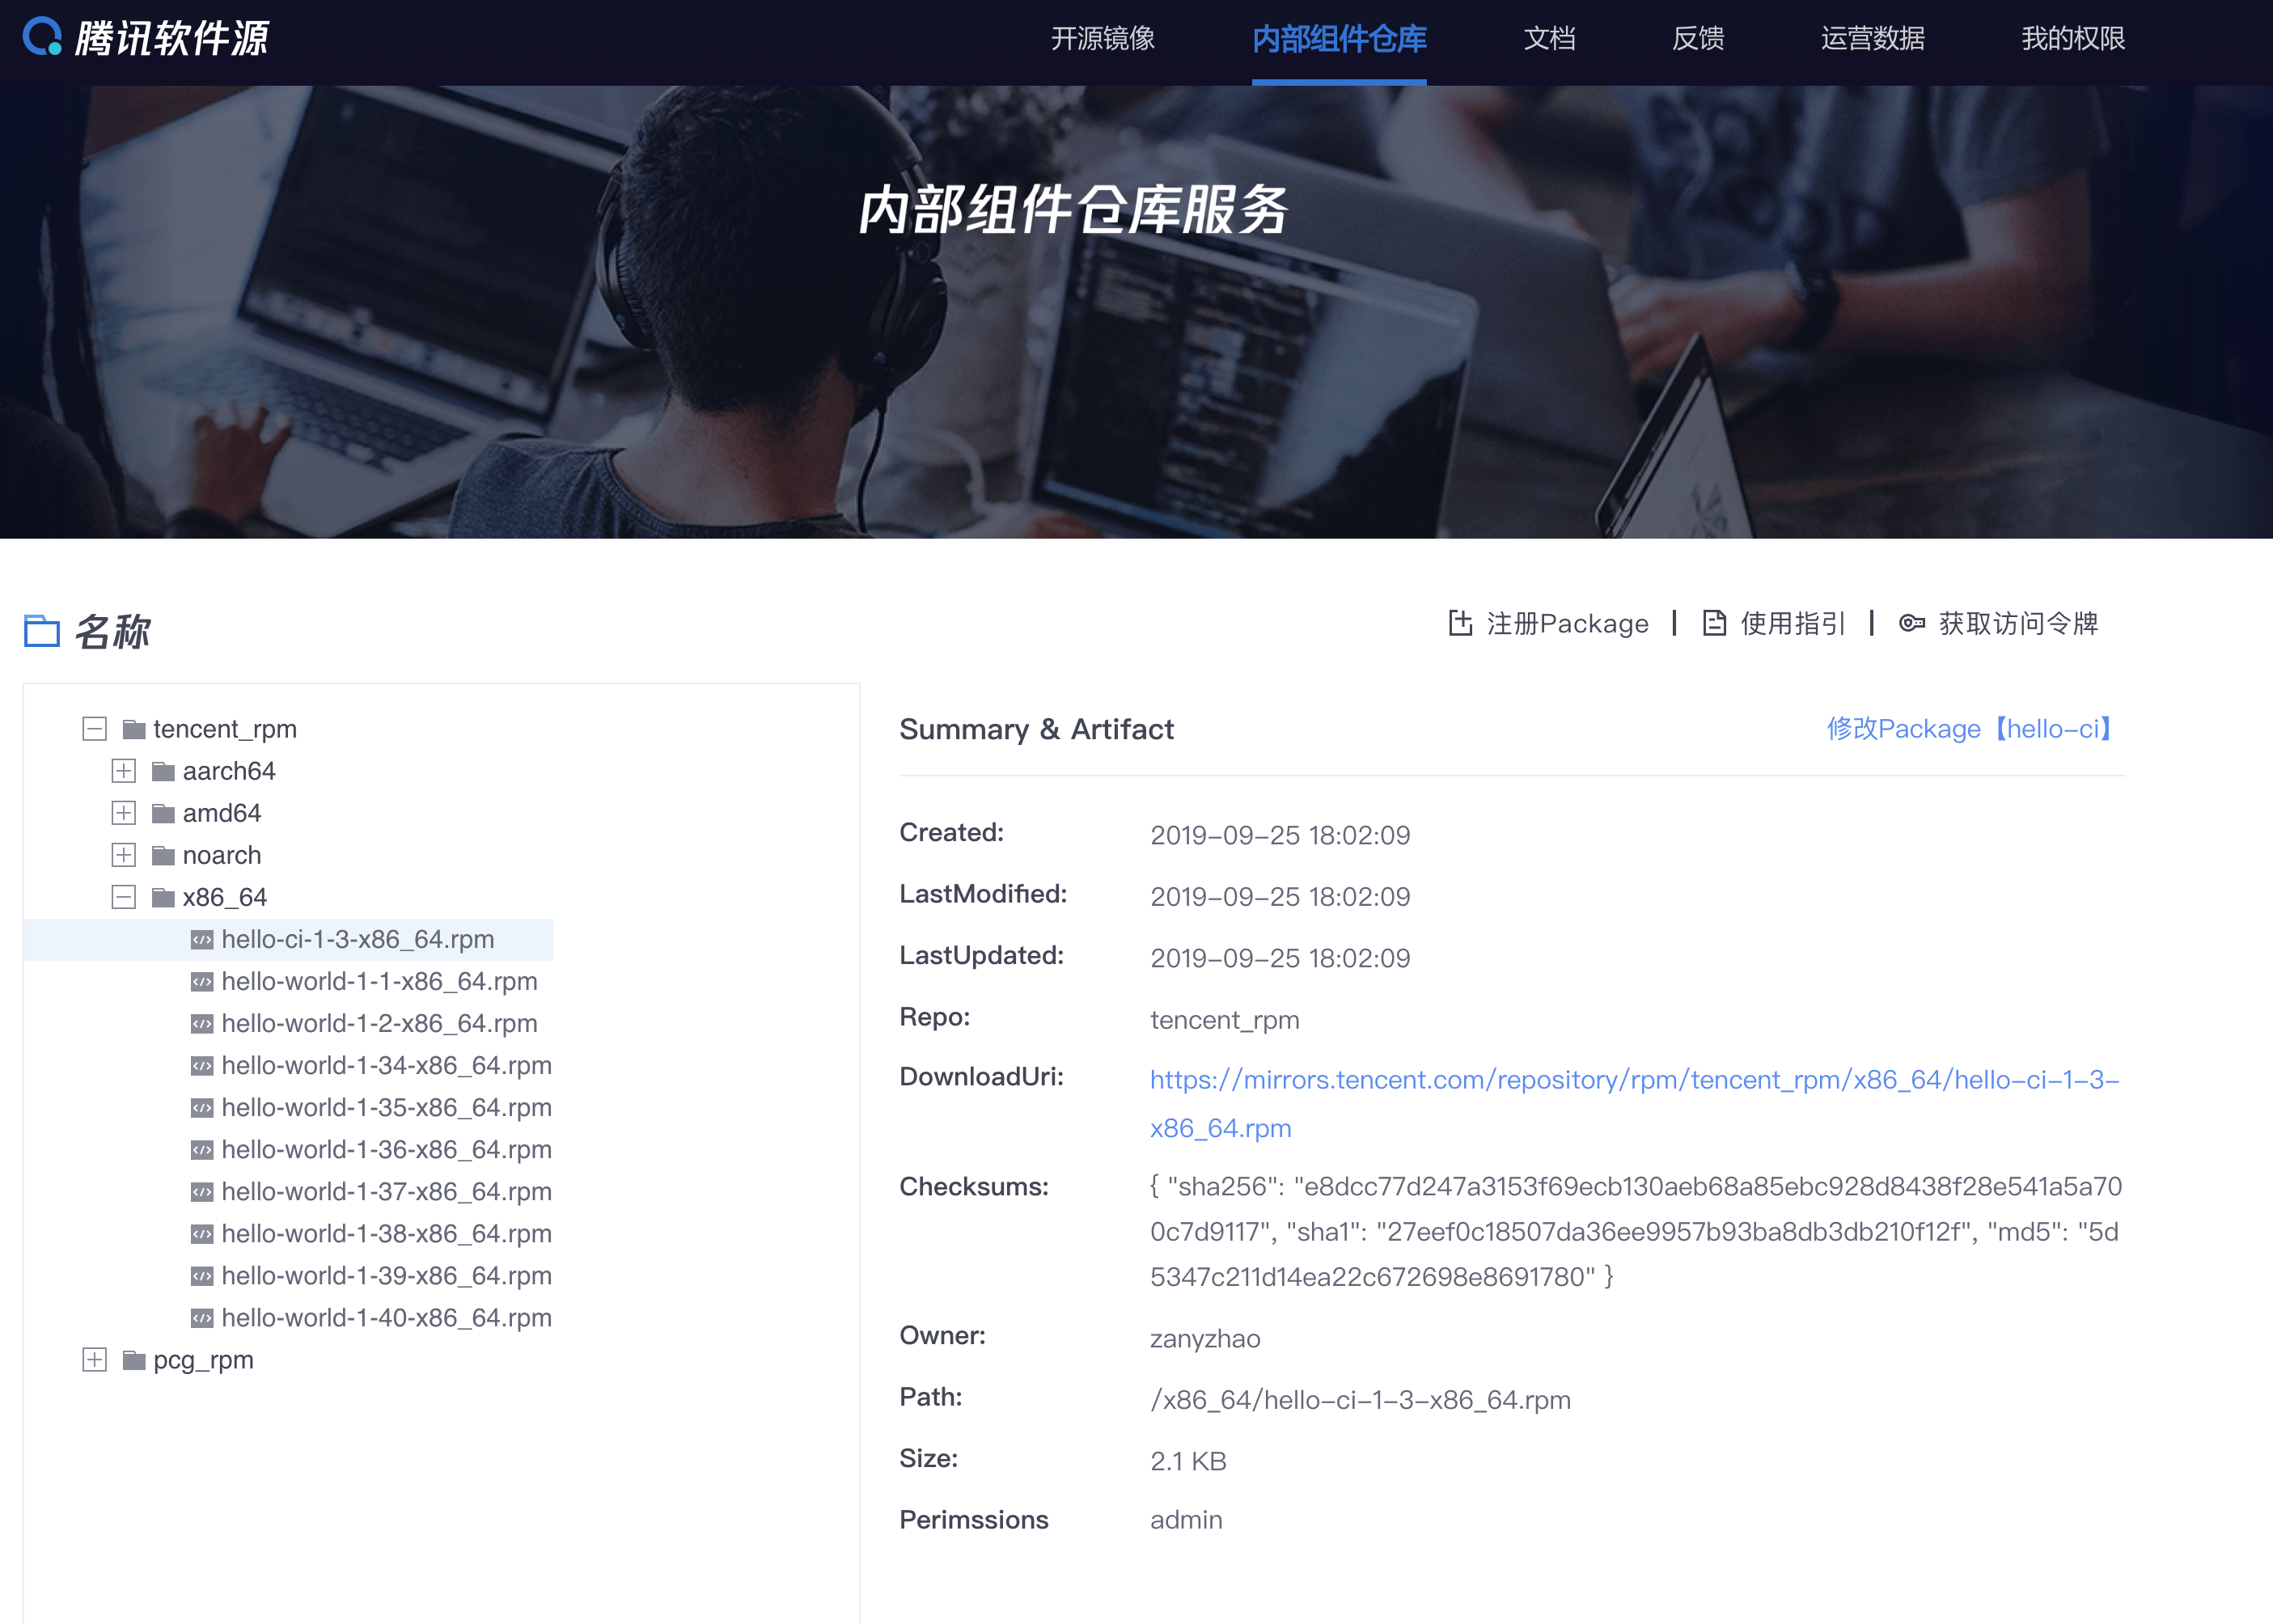 腾讯软件源
开源镜像 内部组件仓库 文档 反馈 运营数据 我的权限
内部组件仓库服务
名称
注册Package | 使用指引 | 获取访问令牌
tencent_rpm
aarch64
amd64
noarch
x86_64
hello-ci-1-3-x86_64.rpm
hello-world-1-1-x86_64.rpm
hello-world-1-2-x86_64.rpm
hello-world-1-34-x86_64.rpm
hello-world-1-35-x86_64.rpm
hello-world-1-36-x86_64.rpm
hello-world-1-37-x86_64.rpm
hello-world-1-38-x86_64.rpm
hello-world-1-39-x86_64.rpm
hello-world-1-40-x86_64.rpm
pcg_rpm
Summary & Artifact 修改Package【hello-ci】
Created: 2019-09-25 18:02:09
LastModified: 2019-09-25 18:02:09
LastUpdated: 2019-09-25 18:02:09
Repo: tencent_rpm
DownloadUri: https://mirrors.tencent.com/repository/rpm/tencent_rpm/x86_64/hello-ci-1-3-
x86_64.rpm
Checksums: { "sha256": "e8dcc77d247a3153f69ecb130aeb68a85ebc928d8438f28e541a5a70
0c7d9117", "sha1": "27eef0c18507da36ee9957b93ba8db3db210f12f", "md5": "5d
5347c211d14ea22c672698e8691780" }
Owner: zanyzhao
Path: /x86_64/hello-ci-1-3-x86_64.rpm
Size: 2.1 KB
Perimssions admin